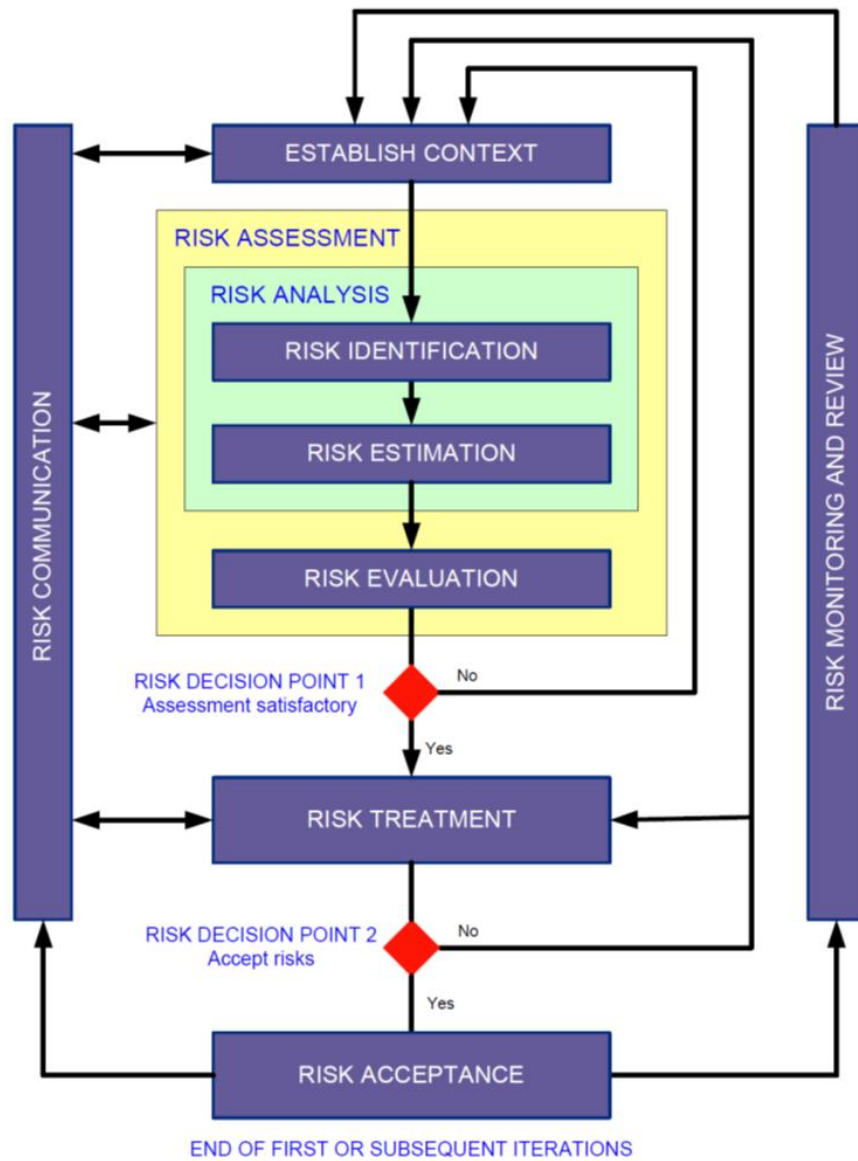 ESTABLISH CONTEXT
RISK ASSESSMENT
RISK ANALYSIS
RISK IDENTIFICATION
RISK ESTIMATION
RISK EVALUATION
RISK COMMUNICATION
RISK MONITORING AND REVIEW
RISK DECISION POINT 1
Assessment satisfactory
No
Yes
RISK TREATMENT
RISK DECISION POINT 2
Accept risks
No
Yes
RISK ACCEPTANCE
END OF FIRST OR SUBSEQUENT ITERATIONS